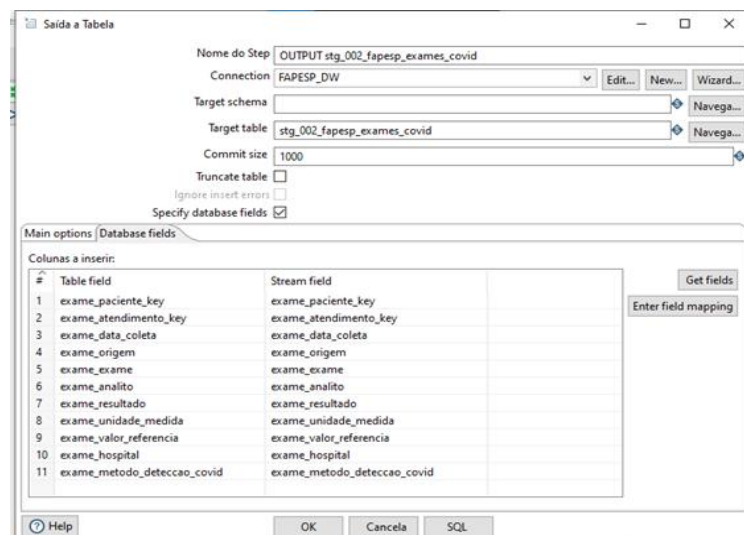 Saída a Tabela
Nome do Step OUTPUT stg_002_fapesp_exames_covid
Connection FAPESP_DW Edit... New... Wizard...
Target schema Navega...
Target table stg_002_fapesp_exames_covid Navega...
Commit size 1000
Truncate table
Ignore insert errors
Specify database fields
Main options Database fields
Colunas a inserir:
# Table field Stream field Get fields
1 exame_paciente_key exame_paciente_key
Enter field mapping
2 exame_atendimento_key exame_atendimento_key
3 exame_data_coleta exame_data_coleta
4 exame_origem exame_origem
5 exame_exame exame_exame
6 exame_analito exame_analito
7 exame_resultado exame_resultado
8 exame_unidade_medida exame_unidade_medida
9 exame_valor_referencia exame_valor_referencia
10 exame_hospital exame_hospital
11 exame_metodo_deteccao_covid exame_metodo_deteccao_covid
Help OK Cancela SQL